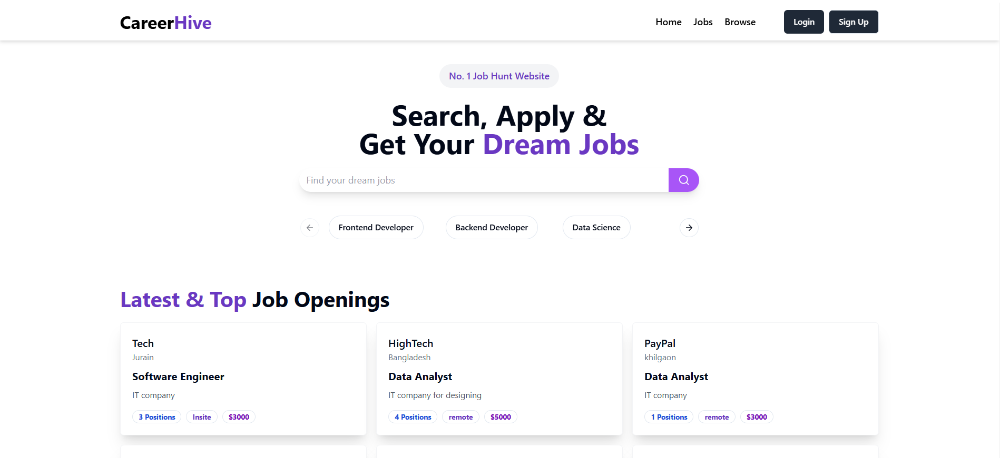 CareerHive
Home Jobs Browse Login Sign Up
No. 1 Job Hunt Website
Search, Apply &
Get Your Dream Jobs
Find your dream jobs
Frontend Developer Backend Developer Data Science
Latest & Top Job Openings
Tech
Jurain
Software Engineer
IT company
3 Positions Insite $3000
HighTech
Bangladesh
Data Analyst
IT company for designing
4 Positions remote $5000
PayPal
khilgaon
Data Analyst
IT company
1 Positions remote $3000